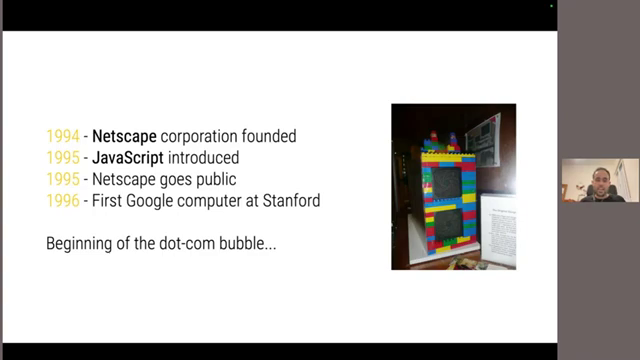 1994 - Netscape corporation founded
1995 - JavaScript introduced
1995 - Netscape goes public
1996 - First Google computer at Stanford
Beginning of the dot-com bubble...